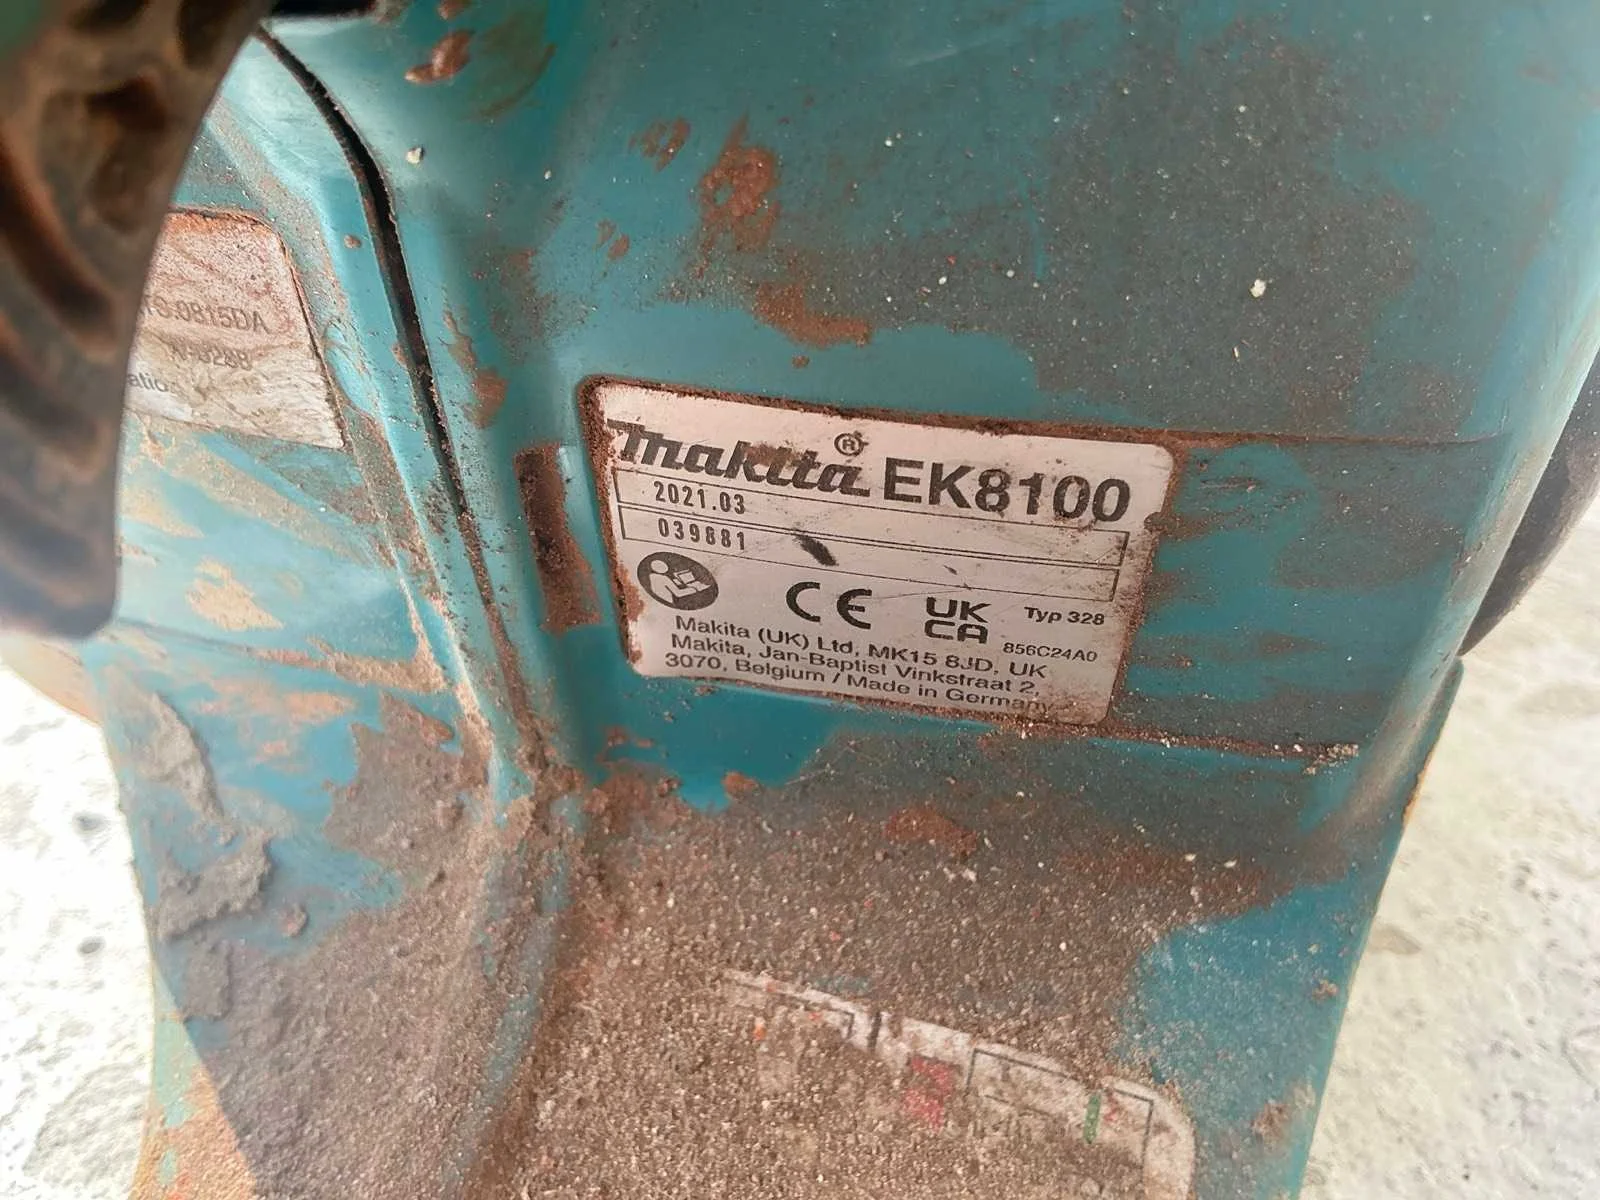 makita® EK8100
2021.03
039881
CE UK CA Typ 328
856C24A0
Makita (UK) Ltd, MK15 8JD, UK
Makita, Jan-Baptist Vinkstraat 2,
3070, Belgium / Made in Germany
0815DA